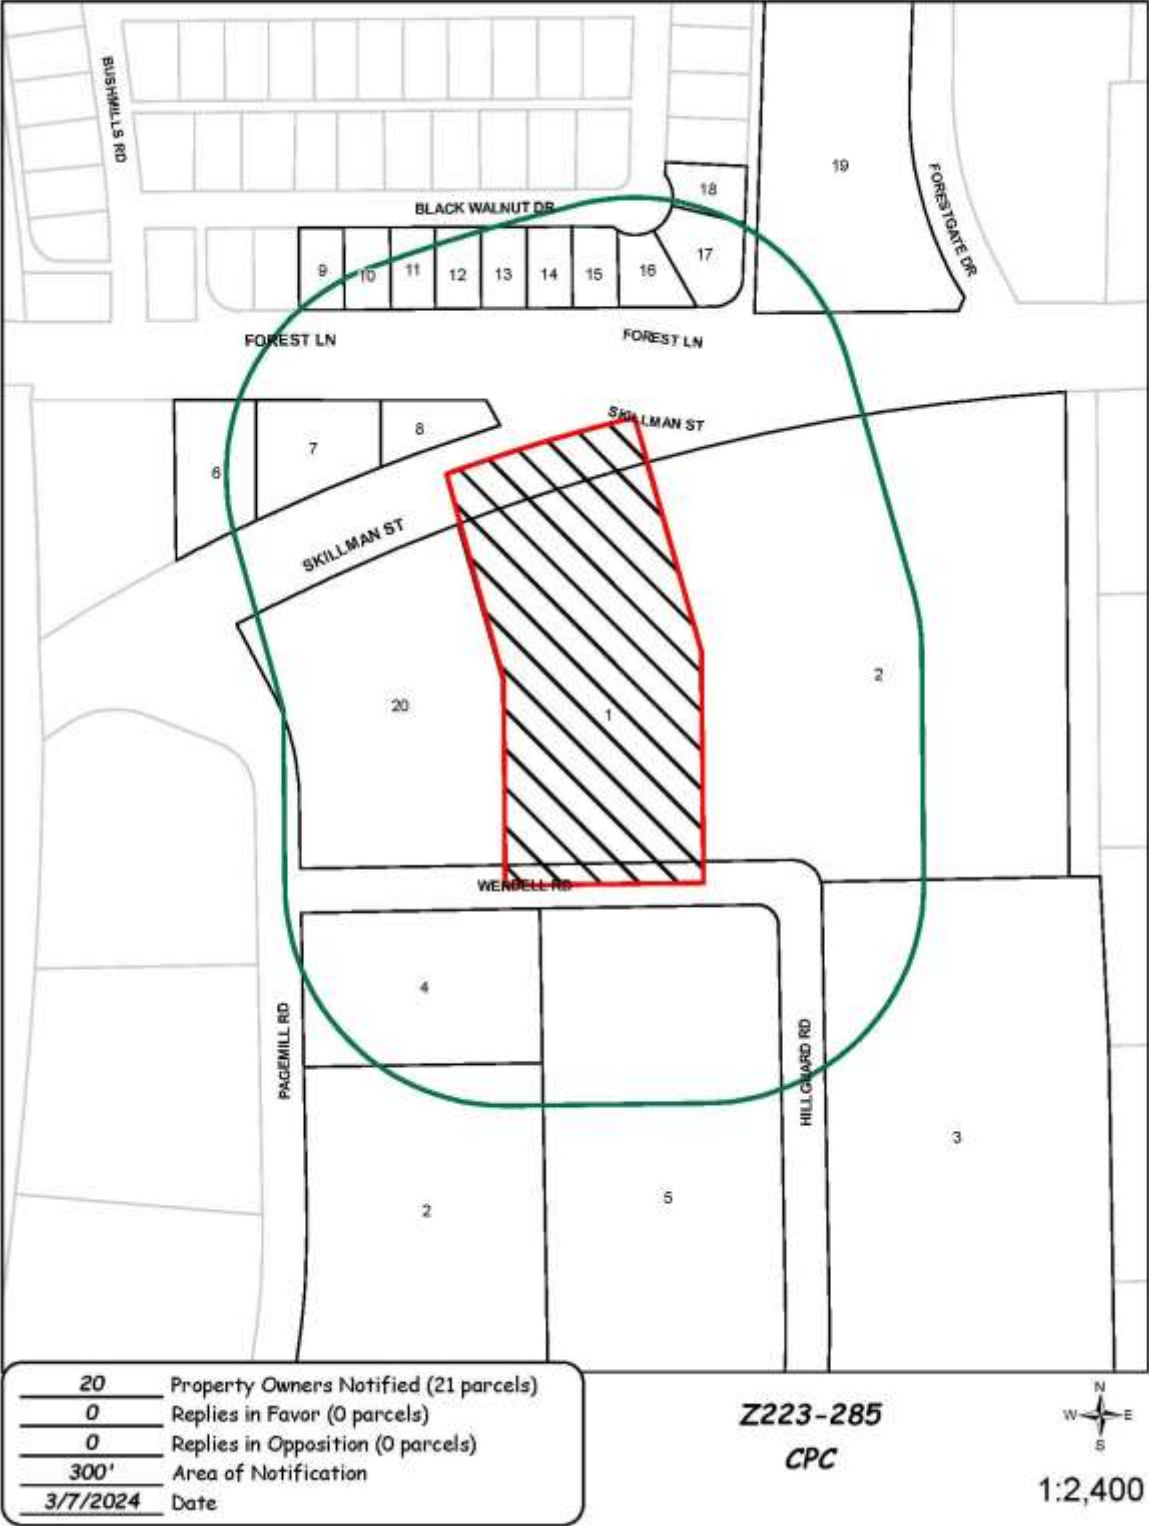 BUSHMILLS RD
19
FORESTGATE DR
18
BLACK WALNUT DR
17
9
10
11
12
13
14
15
16
FOREST LN
FOREST LN
SKILLMAN ST
8
7
6
SKILLMAN ST
2
20
1
WENDELL RD
4
PAGEMILL RD
HILLGUARD RD
3
5
2
20 Property Owners Notified (21 parcels)
0 Replies in Favor (0 parcels)
0 Replies in Opposition (0 parcels)
300' Area of Notification
3/7/2024 Date
Z223-285
CPC
N
W E
S
1:2,400